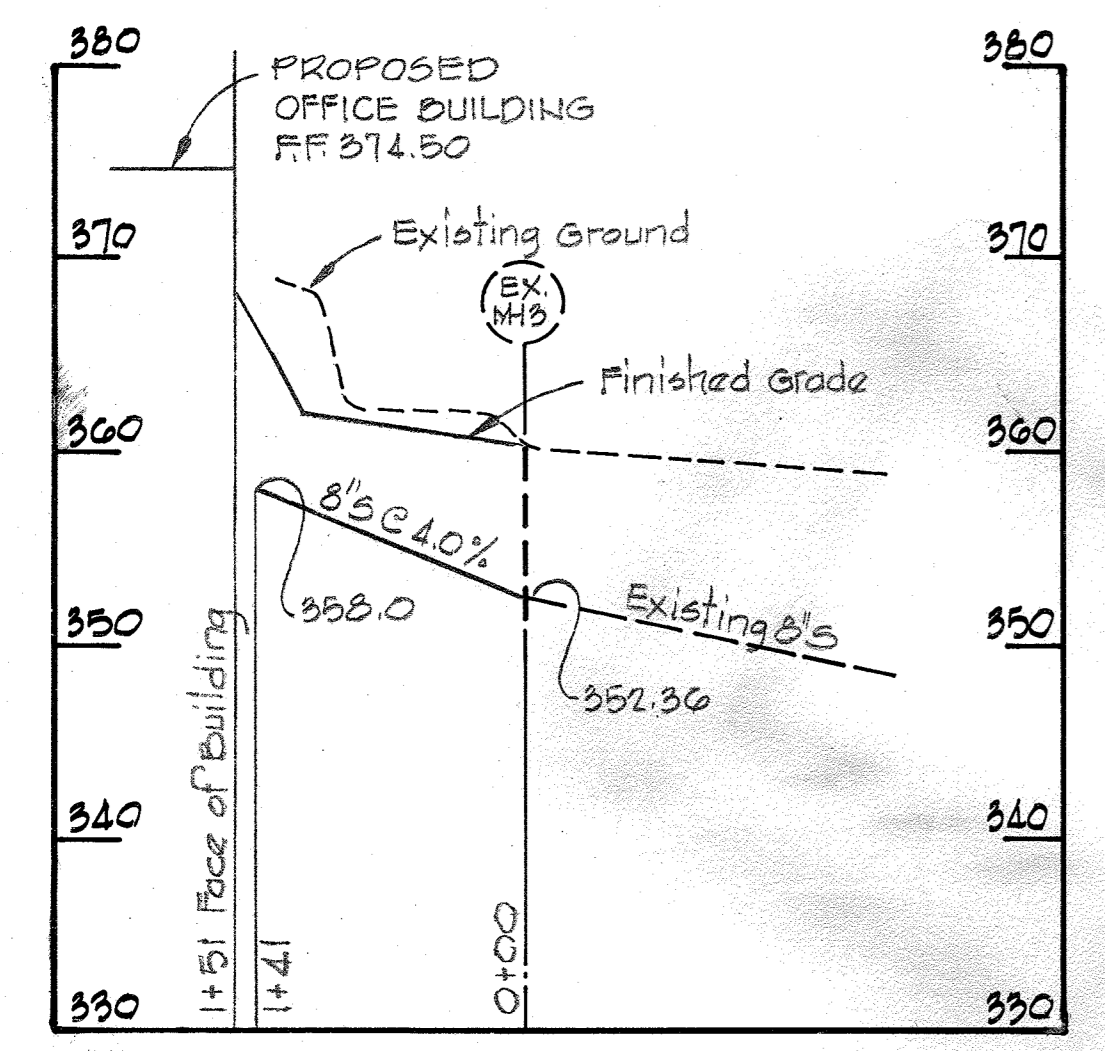 380
380
PROPOSED
OFFICE BUILDING
F.F. 374.50
370
Existing Ground
370
EX.
MH3
Finished Grade
360
360
8"S @ 4.0%
358.0
Existing 8"S
350
350
352.36
340
340
1+51 Face of Building
1+41
0+00
330
330